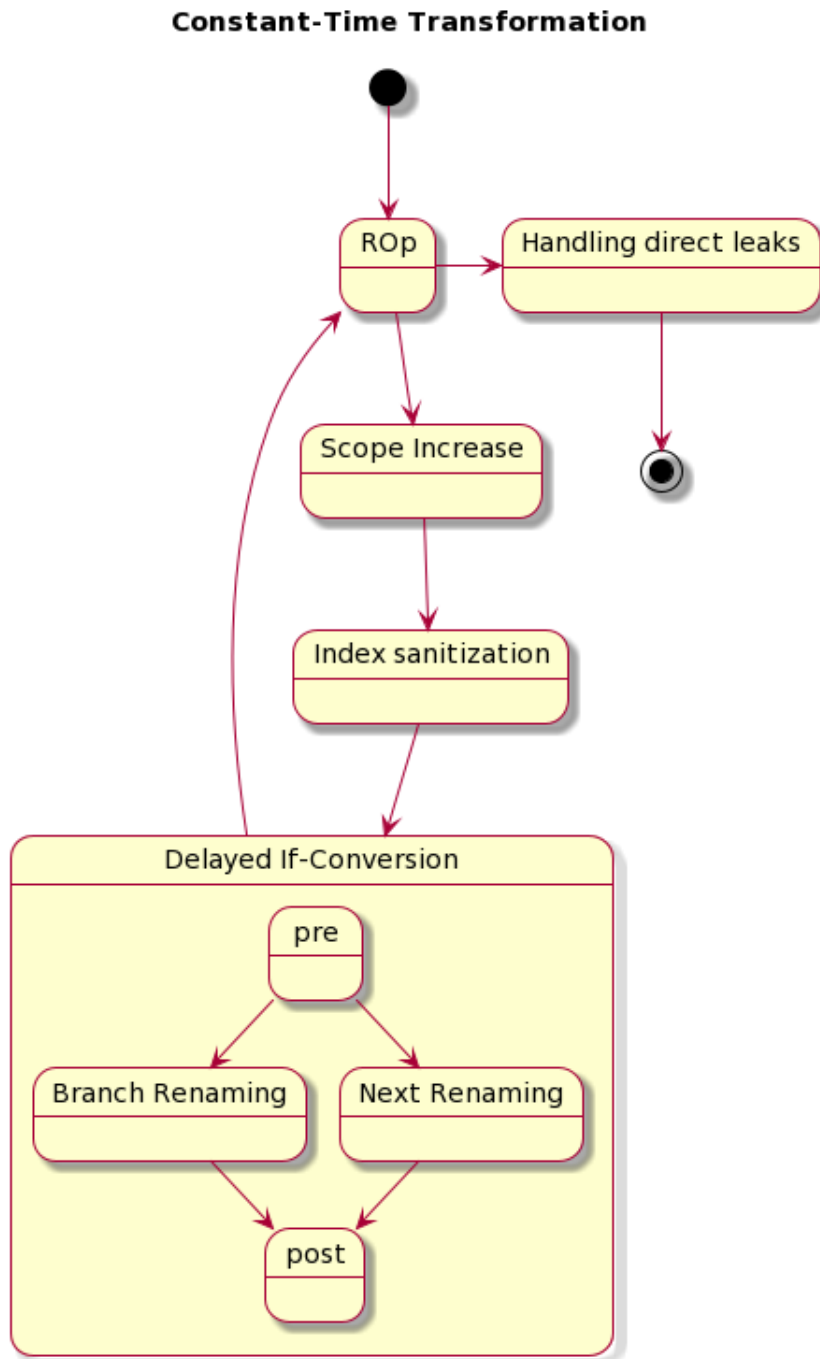 Constant-Time Transformation
ROp
Handling direct leaks
Scope Increase
Index sanitization
Delayed If-Conversion
pre
Branch Renaming
Next Renaming
post